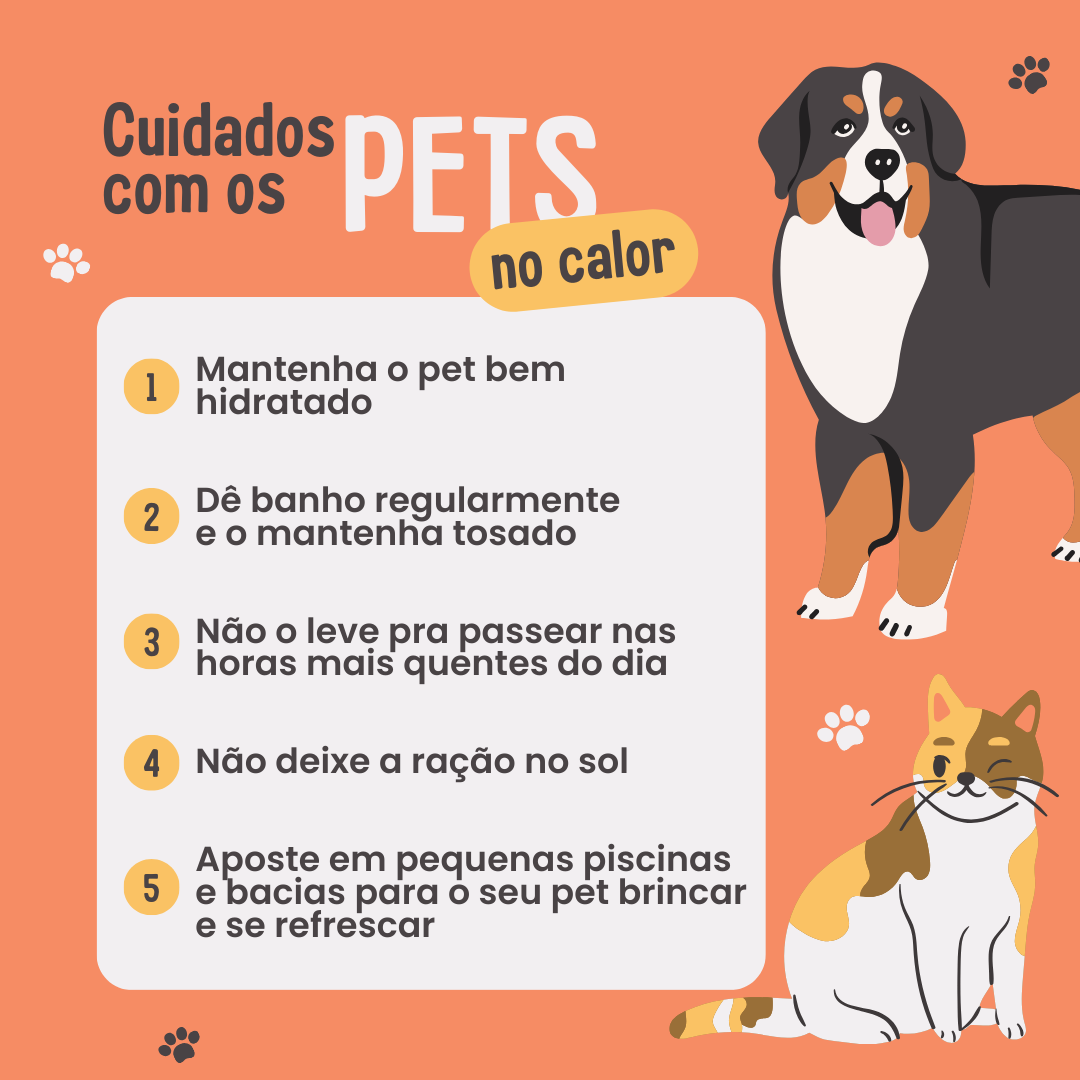 Cuidados
com os
PETS
no calor
1
Mantenha o pet bem
hidratado
2
Dê banho regularmente
e o mantenha tosado
3
Não o leve pra passear nas
horas mais quentes do dia
4
Não deixe a ração no sol
5
Aposte em pequenas piscinas
e bacias para o seu pet brincar
e se refrescar